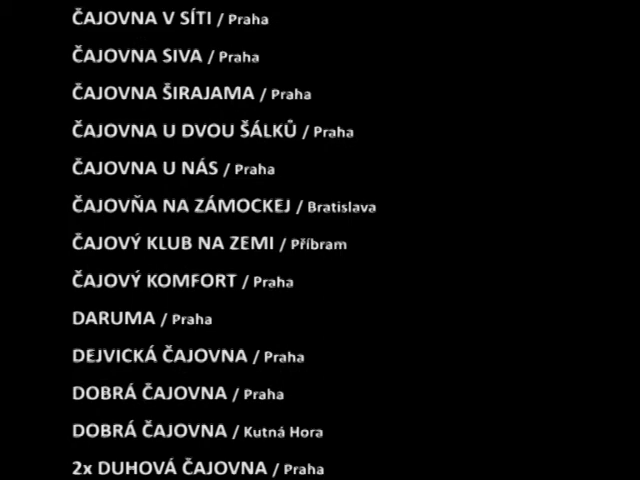 ČAJOVNA V SÍTI / Praha
ČAJOVNA SIVA / Praha
ČAJOVNA ŠIRAJAMA / Praha
ČAJOVNA U DVOU ŠÁLKŮ / Praha
ČAJOVNA U NÁS / Praha
ČAJOVŇA NA ZÁMOCKEJ / Bratislava
ČAJOVÝ KLUB NA ZEMI / Příbram
ČAJOVÝ KOMFORT / Praha
DARUMA / Praha
DEJVICKÁ ČAJOVNA / Praha
DOBRÁ ČAJOVNA / Praha
DOBRÁ ČAJOVNA / Kutná Hora
2x DUHOVÁ ČAJOVNA / Praha